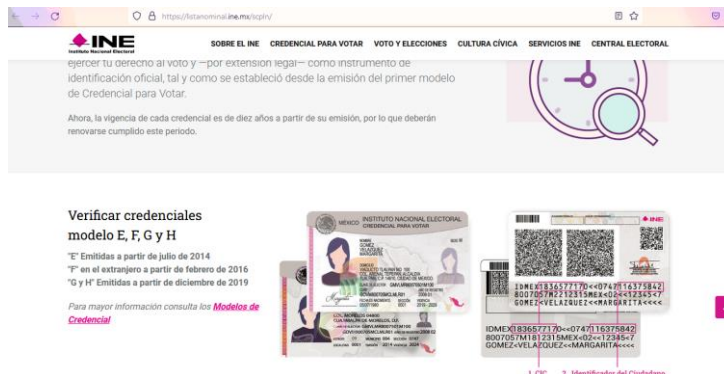 https://listanominal.ine.mx/scpln/
INE
Instituto Nacional Electoral
SOBRE EL INE CREDENCIAL PARA VOTAR VOTO Y ELECCIONES CULTURA CÍVICA SERVICIOS INE CENTRAL ELECTORAL
ejercer tu derecho al voto y —por extensión legal— como instrumento de
identificación oficial, tal y como se estableció desde la emisión del primer modelo
de Credencial para Votar.
Ahora, la vigencia de cada credencial es de diez años a partir de su emisión, por lo que deberán
renovarse cumplido este periodo.
Verificar credenciales
modelo E, F, G y H
"E" Emitidas a partir de julio de 2014
"F" en el extranjero a partir de febrero de 2016
"G y H" Emitidas a partir de diciembre de 2019
Para mayor información consulta los Modelos de
Credencial
MÉXICO INSTITUTO NACIONAL ELECTORAL
CREDENCIAL PARA VOTAR
GOMEZ
VELAZQUEZ
MARGARITA
INE
IDMEX1836577170<<0747116375842
8007057M2212315MEX<02<<12345<7
GOMEZ<VELAZQUEZ<<MARGARITA<<<<
IDMEX1836577170<<0747116375842
8007057M1812315MEX<02<<12345<7
GOMEZ<VELAZQUEZ<<MARGARITA<<<<
1. CIC 2. Identificador del Ciudadano